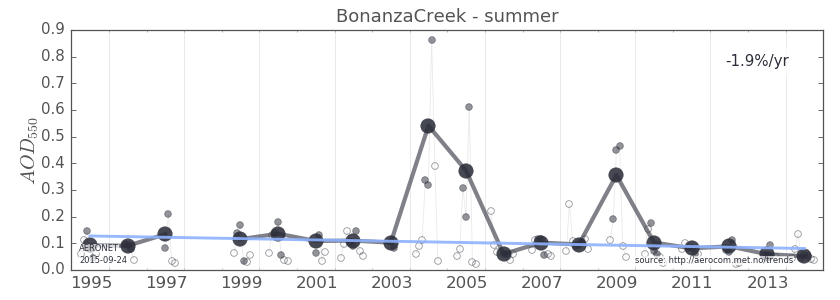 BonanzaCreek - summer
-1.9%/yr
AOD550
0.9
0.8
0.7
0.6
0.5
0.4
0.3
0.2
0.1
0.0
AERONET
2015-09-24
source: http://aerocom.met.no/trends
1995 1997 1999 2001 2003 2005 2007 2009 2011 2013